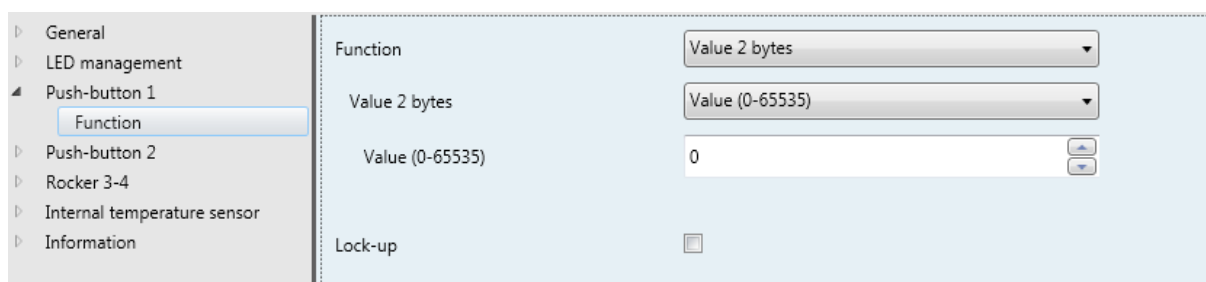 General
LED management
Push-button 1
Function
Push-button 2
Rocker 3-4
Internal temperature sensor
Information
Function Value 2 bytes
Value 2 bytes Value (0-65535)
Value (0-65535) 0
Lock-up